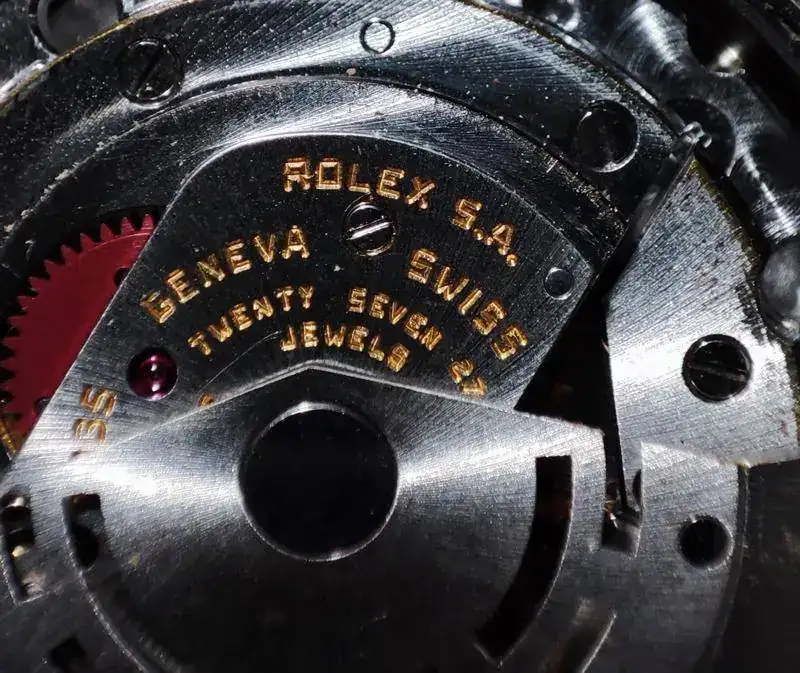 ROLEX S.A.
GENEVA SWISS
TWENTY SEVEN 27
JEWELS
35